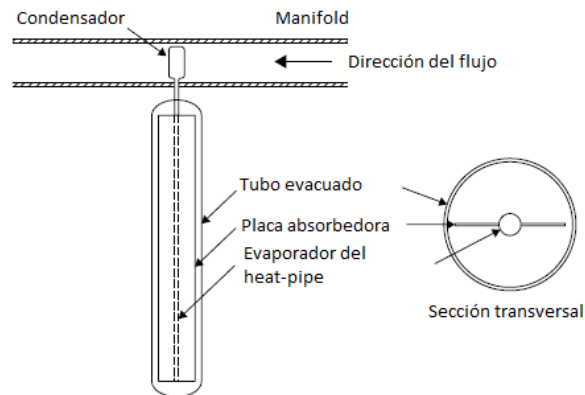 Condensador
Manifold
Dirección del flujo
Tubo evacuado
Placa absorbedora
Evaporador del
heat-pipe
Sección transversal